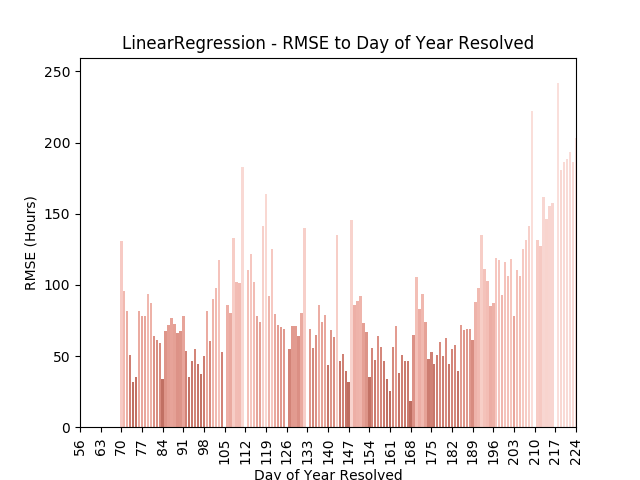 LinearRegression - RMSE to Day of Year Resolved
250
200
150
100
50
0
RMSE (Hours)
56 63 70 77 84 91 98 105 112 119 126 133 140 147 154 161 168 175 182 189 196 203 210 217 224
Day of Year Resolved